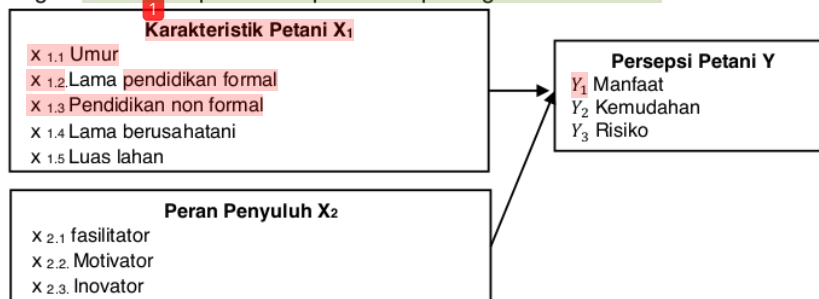 1
Karakteristik Petani X1
x 1.1 Umur
x 1.2. Lama pendidikan formal
x 1.3 Pendidikan non formal
x 1.4 Lama berusahatani
x 1.5 Luas lahan
Persepsi Petani Y
Y1 Manfaat
Y2 Kemudahan
Y3 Risiko
Peran Penyuluh X2
x 2.1 fasilitator
x 2.2. Motivator
x 2.3. Inovator